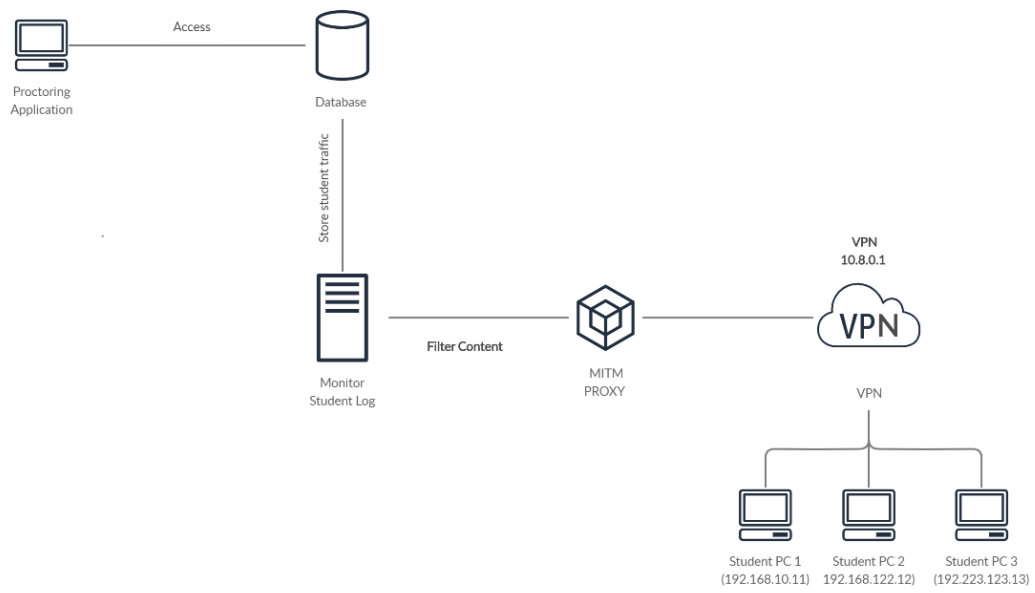 Access
Proctoring
Application
Database
Store student traffic
VPN
10.8.0.1
VPN
Filter Content
Monitor
Student Log
MITM
PROXY
VPN
Student PC 1
(192.168.10.11)
Student PC 2
192.168.122.12)
Student PC 3
(192.223.123.13)